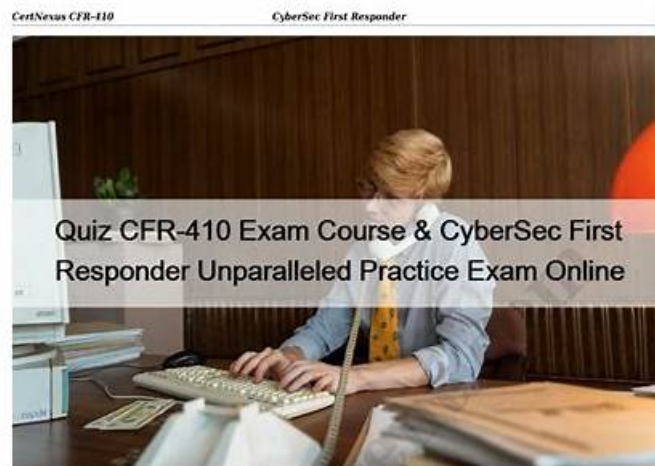 CertNexus CFR-410
CyberSec First Responder
Quiz CFR-410 Exam Course & CyberSec First
Responder Unparalleled Practice Exam Online